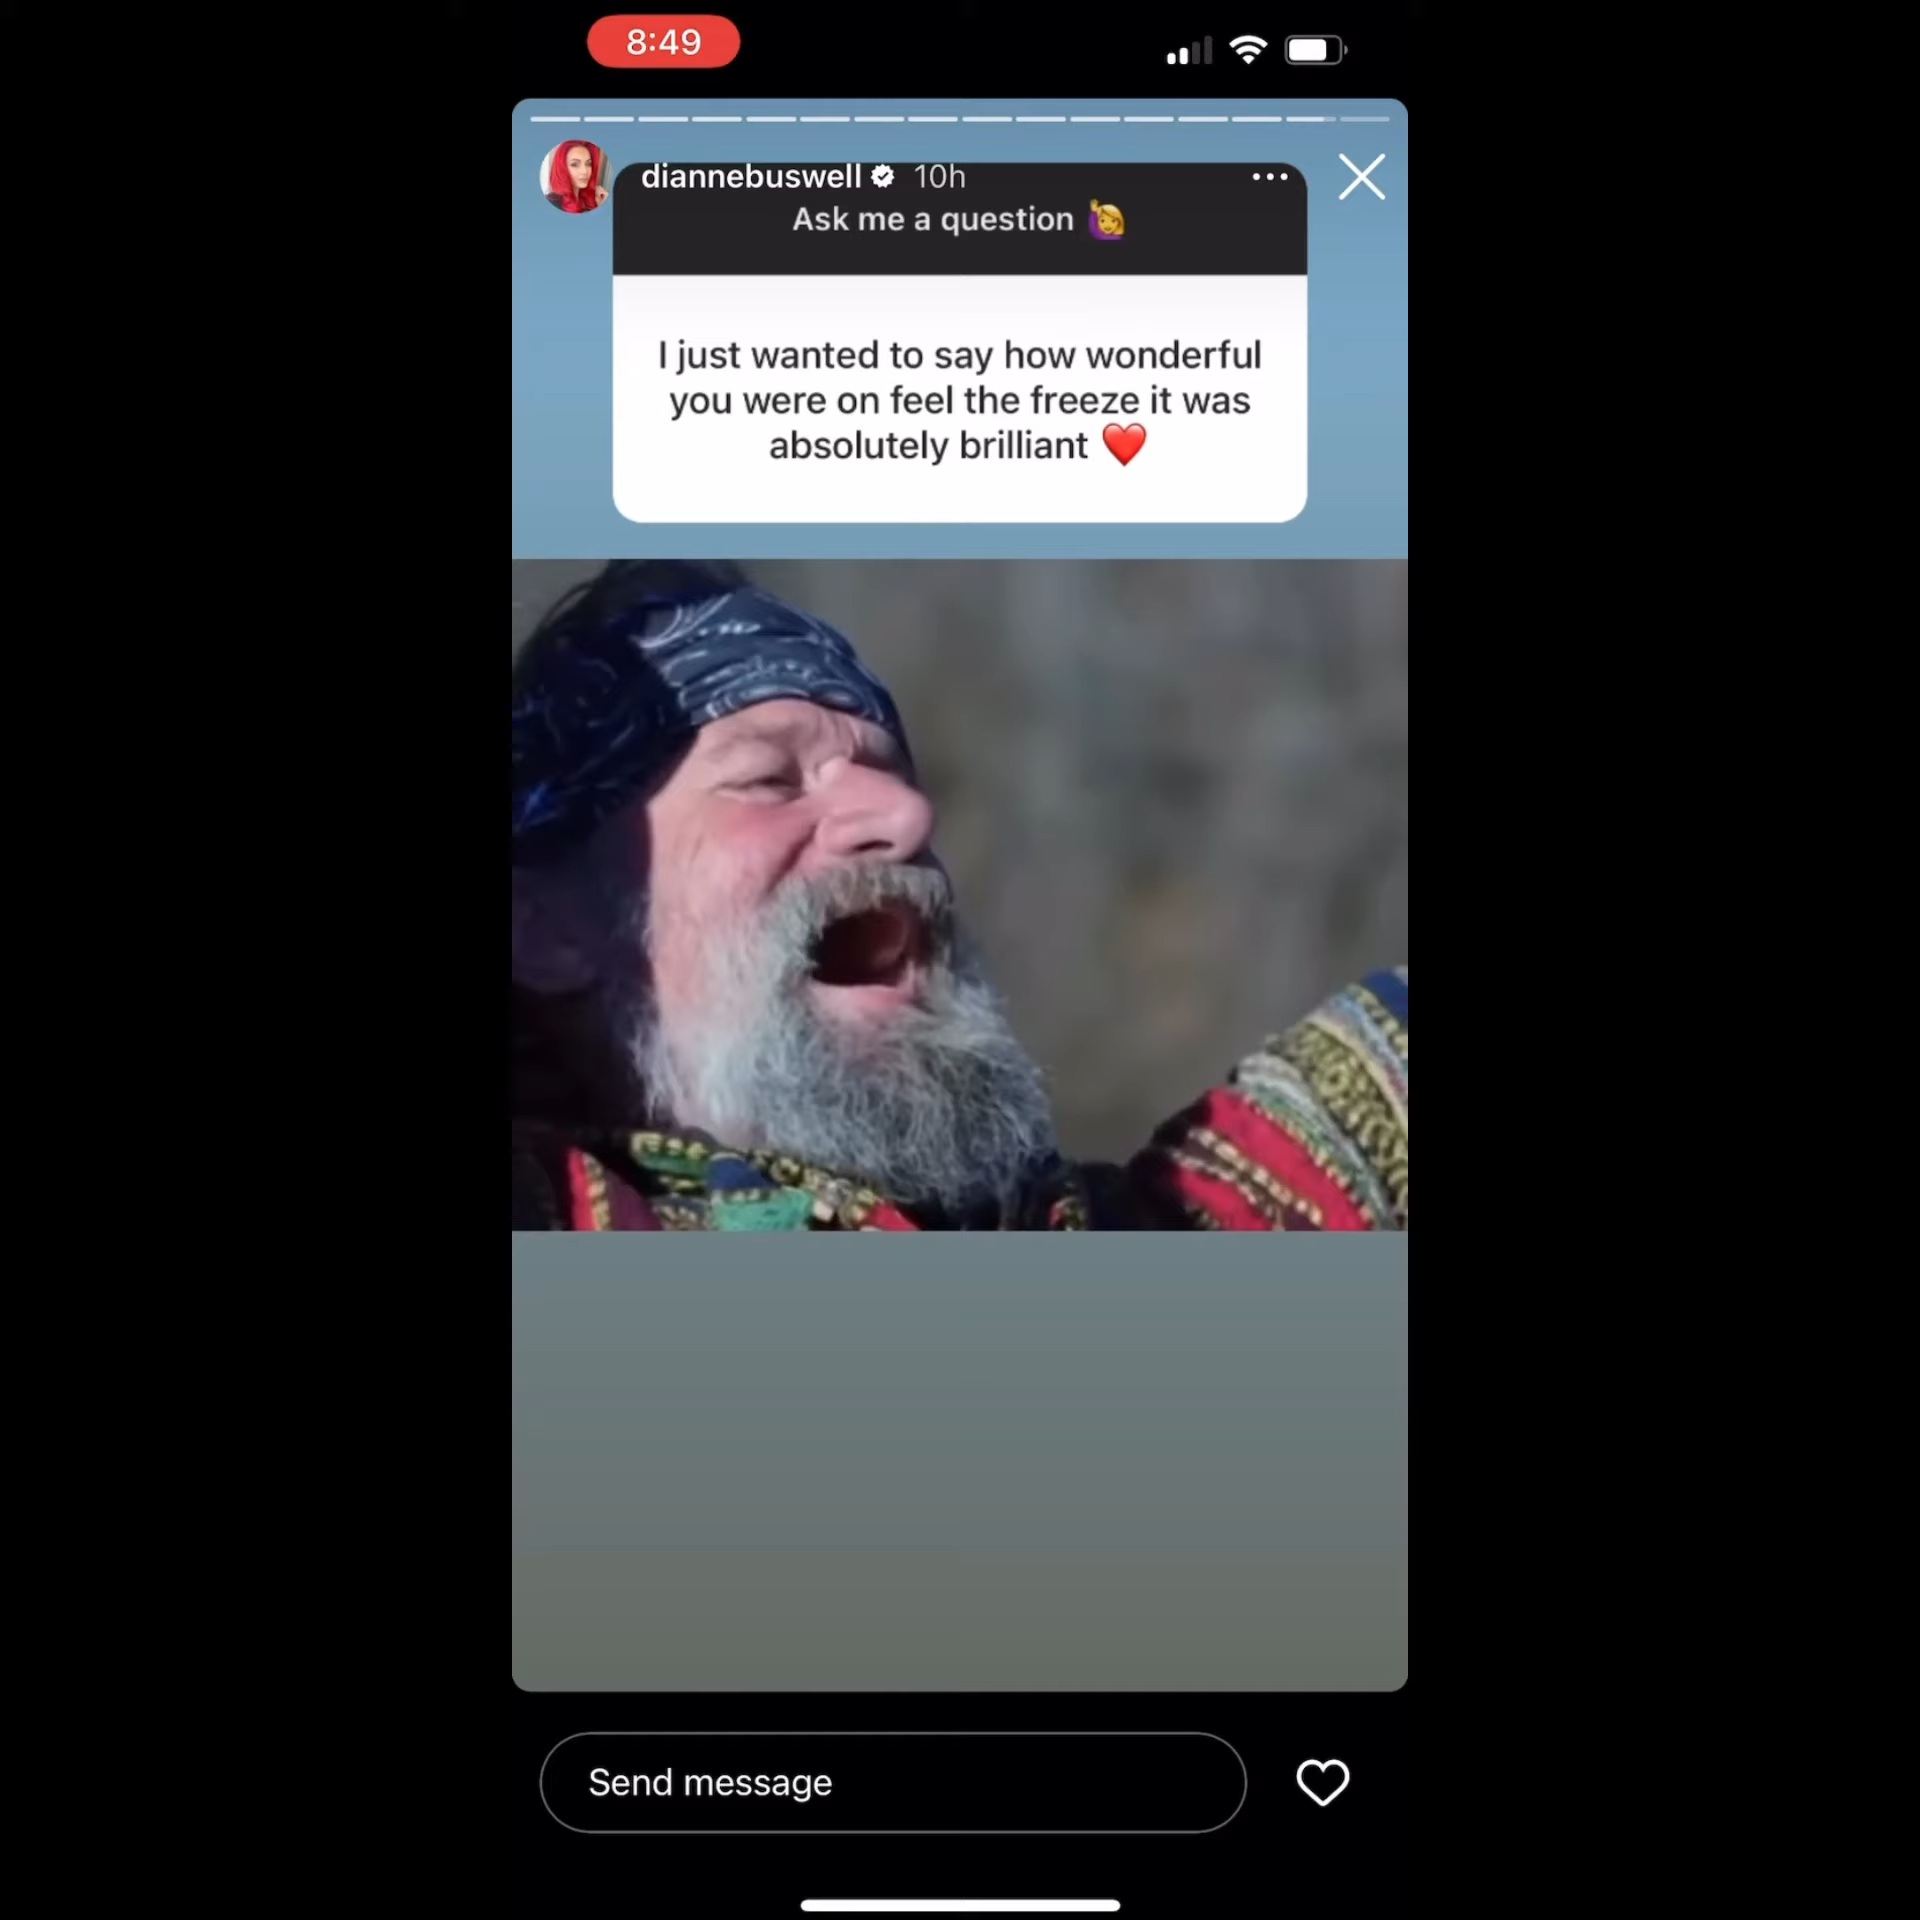 8:49
diannebuswell 10h
Ask me a question 🙋‍♀️
I just wanted to say how wonderful
you were on feel the freeze it was
absolutely brilliant ❤️
Send message